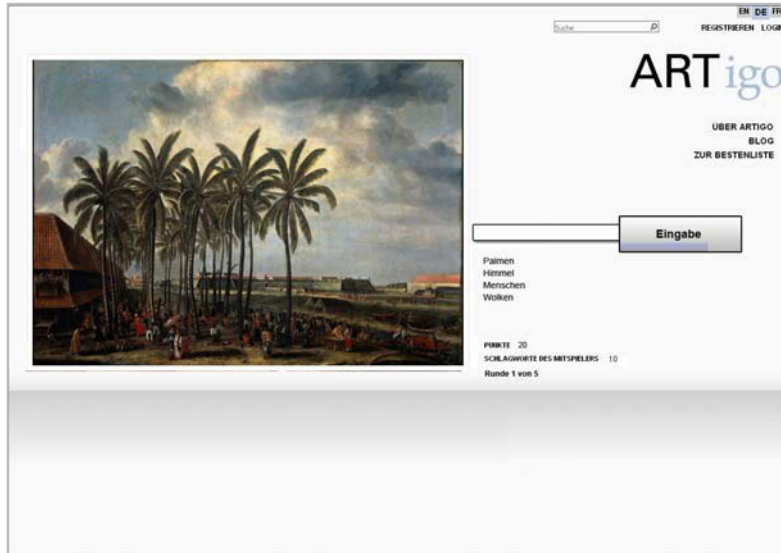 EN DE FR
Suche
REGISTRIEREN LOGIN
ARTigo
ÜBER ARTIGO
BLOG
ZUR BESTENLISTE
Eingabe
Palmen
Himmel
Menschen
Wolken
PUNKTE 20
SCHLAGWORTE DES MITSPIELERS 10
Runde 1 von 5